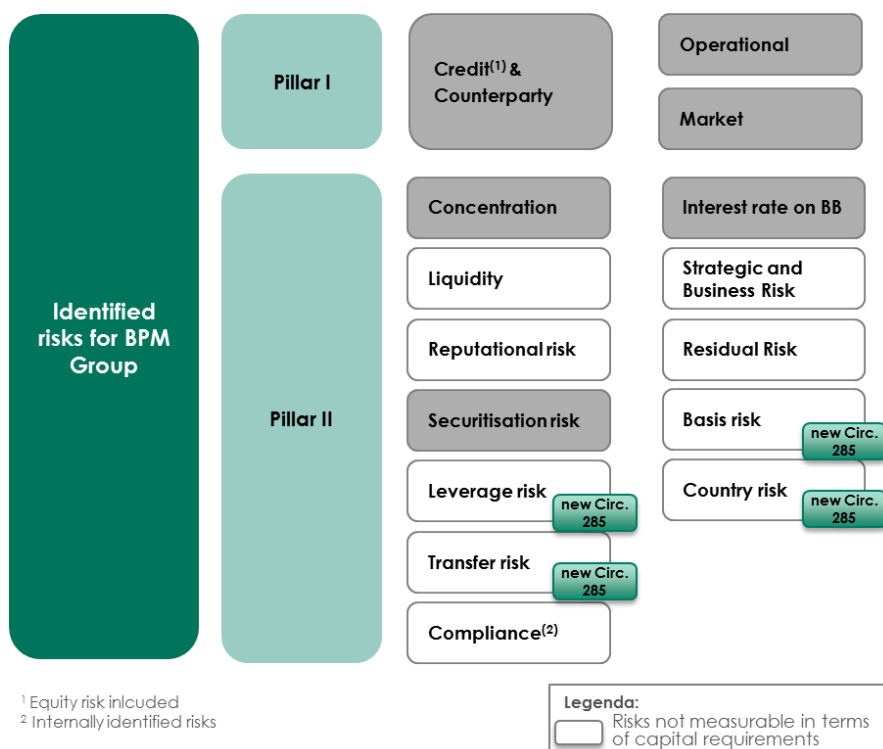 Identified
risks for BPM
Group
Pillar I
Credit(1) &
Counterparty
Operational
Market
Pillar II
Concentration
Interest rate on BB
Liquidity
Strategic and
Business Risk
Reputational risk
Residual Risk
Securitisation risk
Basis risk
new Circ.
285
Leverage risk
new Circ.
285
Country risk
new Circ.
285
Transfer risk
new Circ.
285
Compliance(2)
1 Equity risk inlcuded
2 Internally identified risks
Legenda:
Risks not measurable in terms
of capital requirements